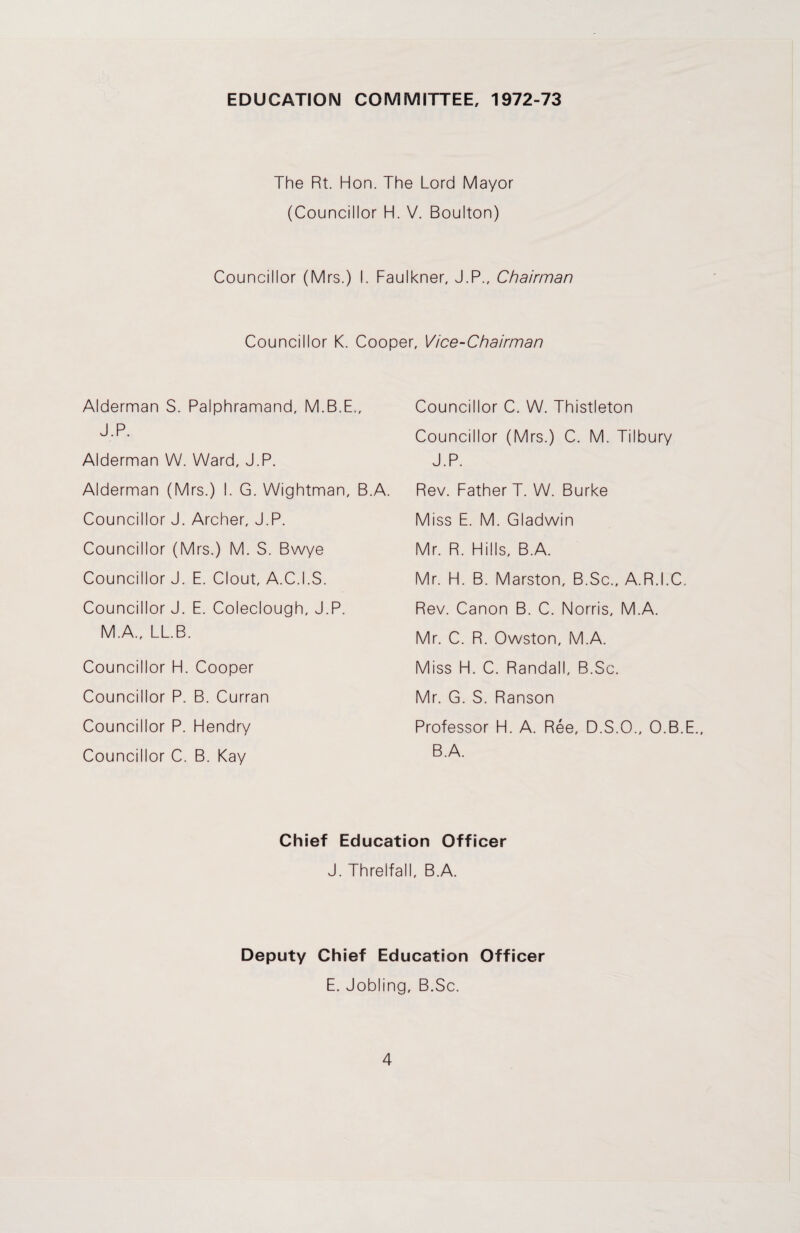 EDUCATION COMMITTEE, 1972-73
The Rt. Hon. The Lord Mayor
(Councillor H. V. Boulton)
Councillor (Mrs.) I. Faulkner, J.P., Chairman
Councillor K. Cooper, Vice-Chairman
Alderman S. Palphramand, M.B.E.,
J.P.
Alderman W. Ward, J.P.
Alderman (Mrs.) I. G. Wightman, B.A.
Councillor J. Archer, J.P.
Councillor (Mrs.) M. S. Bwye
Councillor J. E. Clout, A.C.I.S.
Councillor J. E. Coleclough, J.P.
M.A., LL.B.
Councillor H. Cooper
Councillor P. B. Curran
Councillor P. Hendry
Councillor C. B. Kay
Councillor C. W. Thistleton
Councillor (Mrs.) C. M. Tilbury
J.P.
Rev. Father T. W. Burke
Miss E. M. Gladwin
Mr. R. Hills, B.A.
Mr. H. B. Marston, B.Sc., A.R.I.C.
Rev. Canon B. C. Norris, M.A.
Mr. C. R. Owston, M.A.
Miss H. C. Randall, B.Sc.
Mr. G. S. Ranson
Professor H. A. Rée, D.S.O., O.B.E.,
B.A.
Chief Education Officer
J. Threlfall, B.A.
Deputy Chief Education Officer
E. Jobling, B.Sc.
4